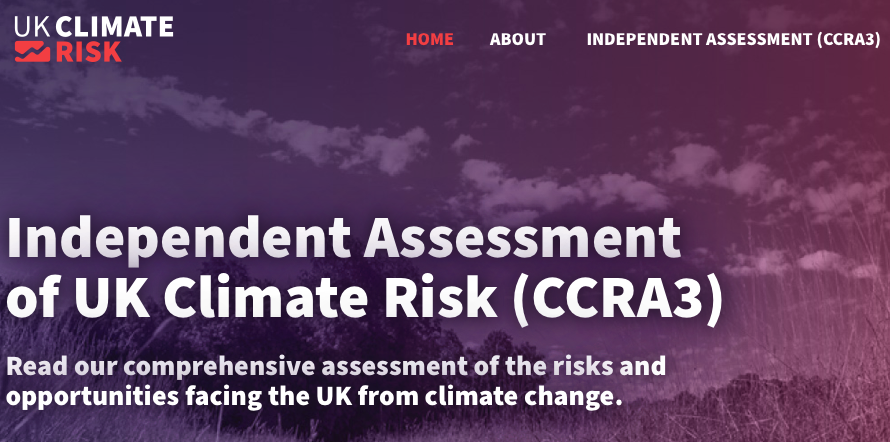 UK CLIMATE
RISK
HOME ABOUT INDEPENDENT ASSESSMENT (CCRA3)
Independent Assessment
of UK Climate Risk (CCRA3)
Read our comprehensive assessment of the risks and
opportunities facing the UK from climate change.